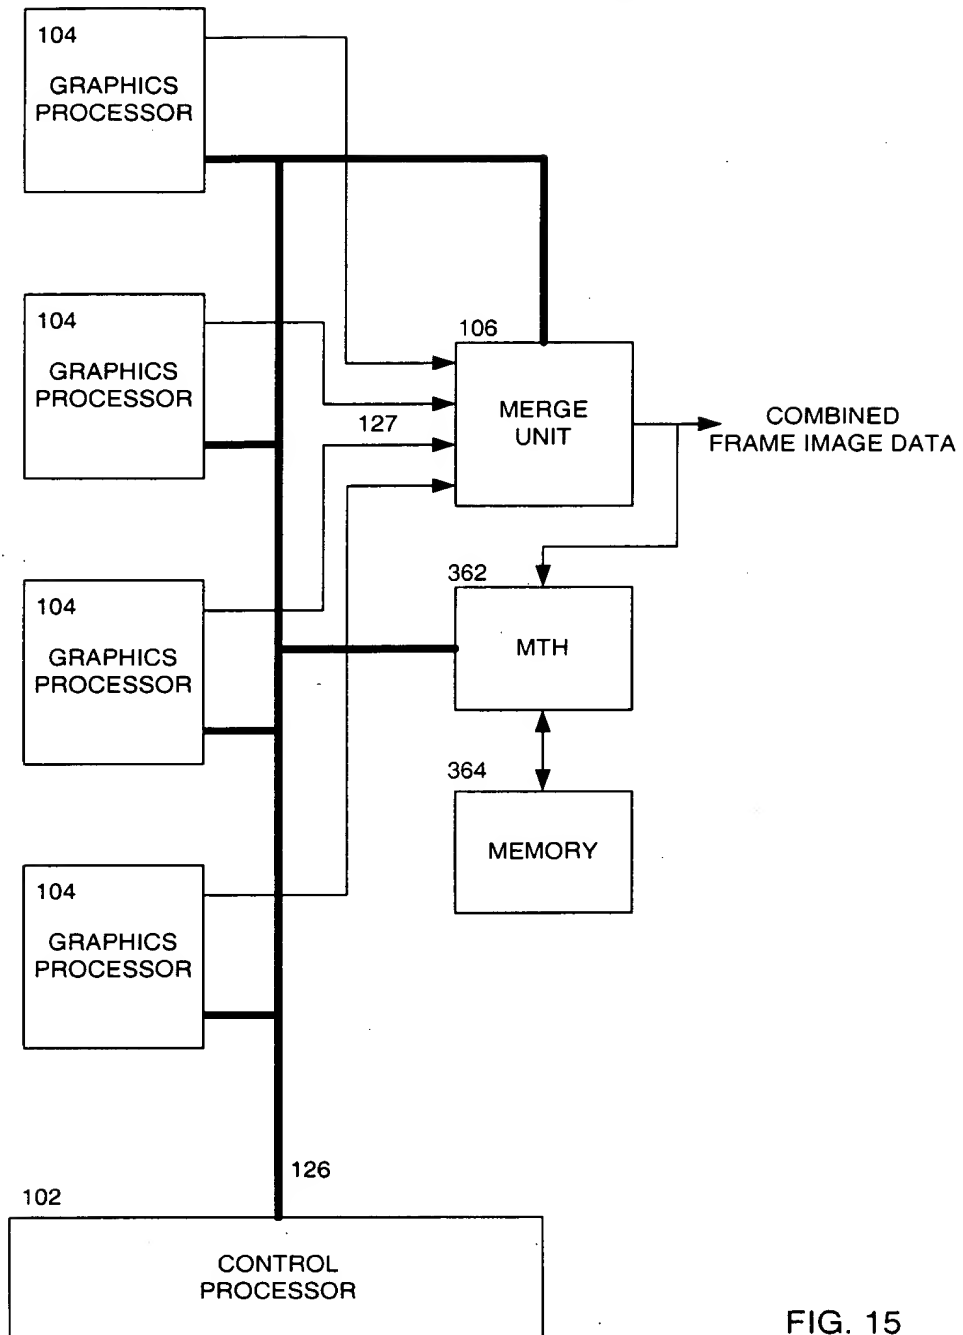 104
GRAPHICS
PROCESSOR
104
GRAPHICS
PROCESSOR
106
127
MERGE
UNIT
COMBINED
FRAME IMAGE DATA
104
GRAPHICS
PROCESSOR
362
MTH
364
MEMORY
104
GRAPHICS
PROCESSOR
126
102
CONTROL
PROCESSOR
FIG. 15